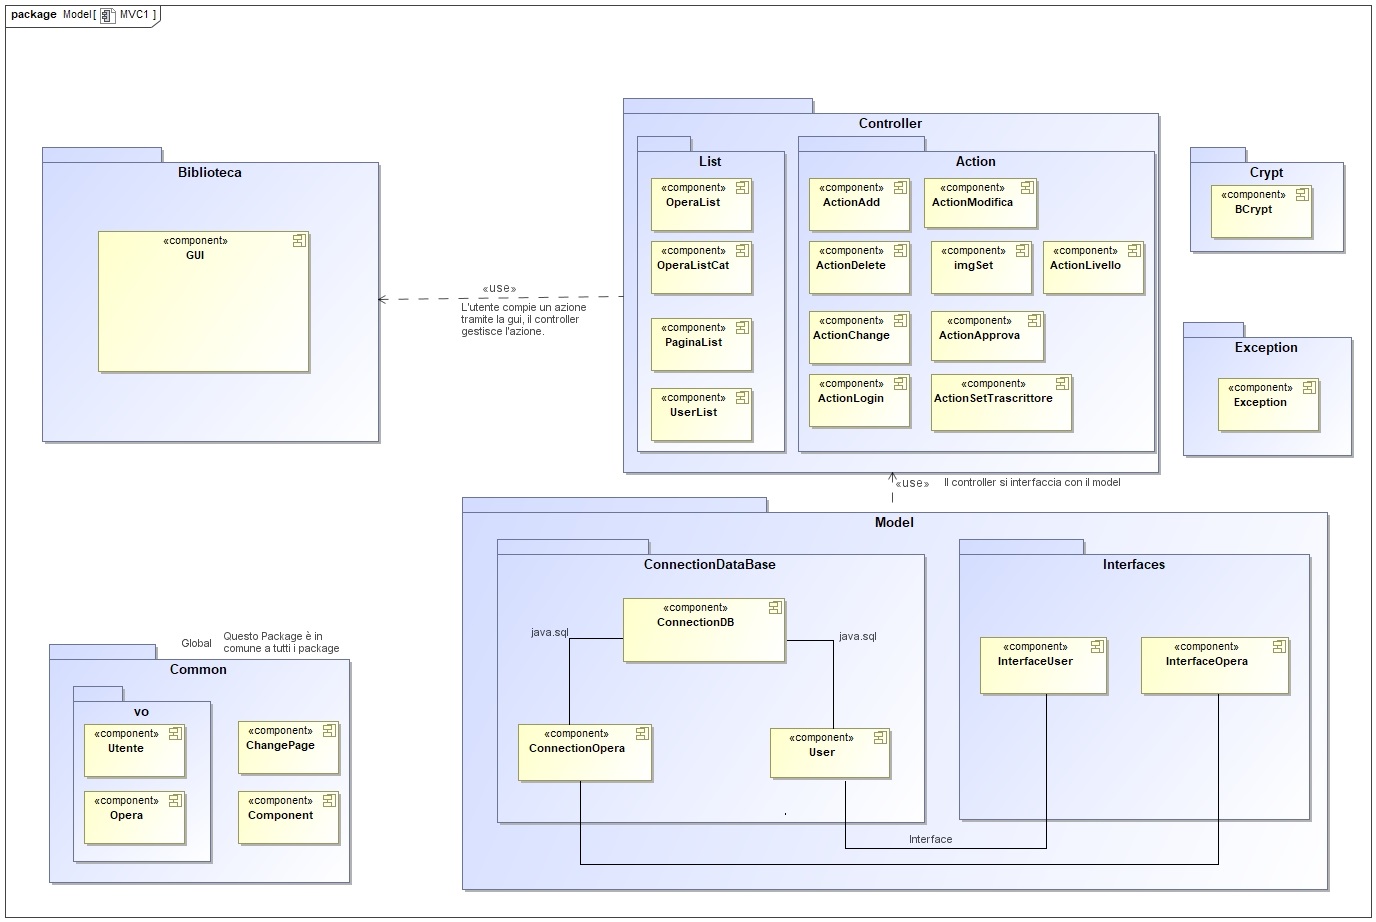 package Model[ MVC1 ]
Biblioteca
«component»
GUI
«use»
L'utente compie un azione
tramite la gui, il controller
gestisce l'azione.
Controller
List
«component»
OperaList
«component»
OperaListCat
«component»
PaginaList
«component»
UserList
Action
«component»
ActionAdd
«component»
ActionModifica
«component»
ActionDelete
«component»
imgSet
«component»
ActionLivello
«component»
ActionChange
«component»
ActionApprova
«component»
ActionLogin
«component»
ActionSetTrascrittore
Crypt
«component»
BCrypt
Exception
«component»
Exception
«use»
Il controller si interfaccia con il model
Model
ConnectionDataBase
«component»
ConnectionDB
java.sql
java.sql
«component»
ConnectionOpera
«component»
User
Interfaces
«component»
InterfaceUser
«component»
InterfaceOpera
Interface
Global
Questo Package è in
comune a tutti i package
Common
vo
«component»
Utente
«component»
Opera
«component»
ChangePage
«component»
Component